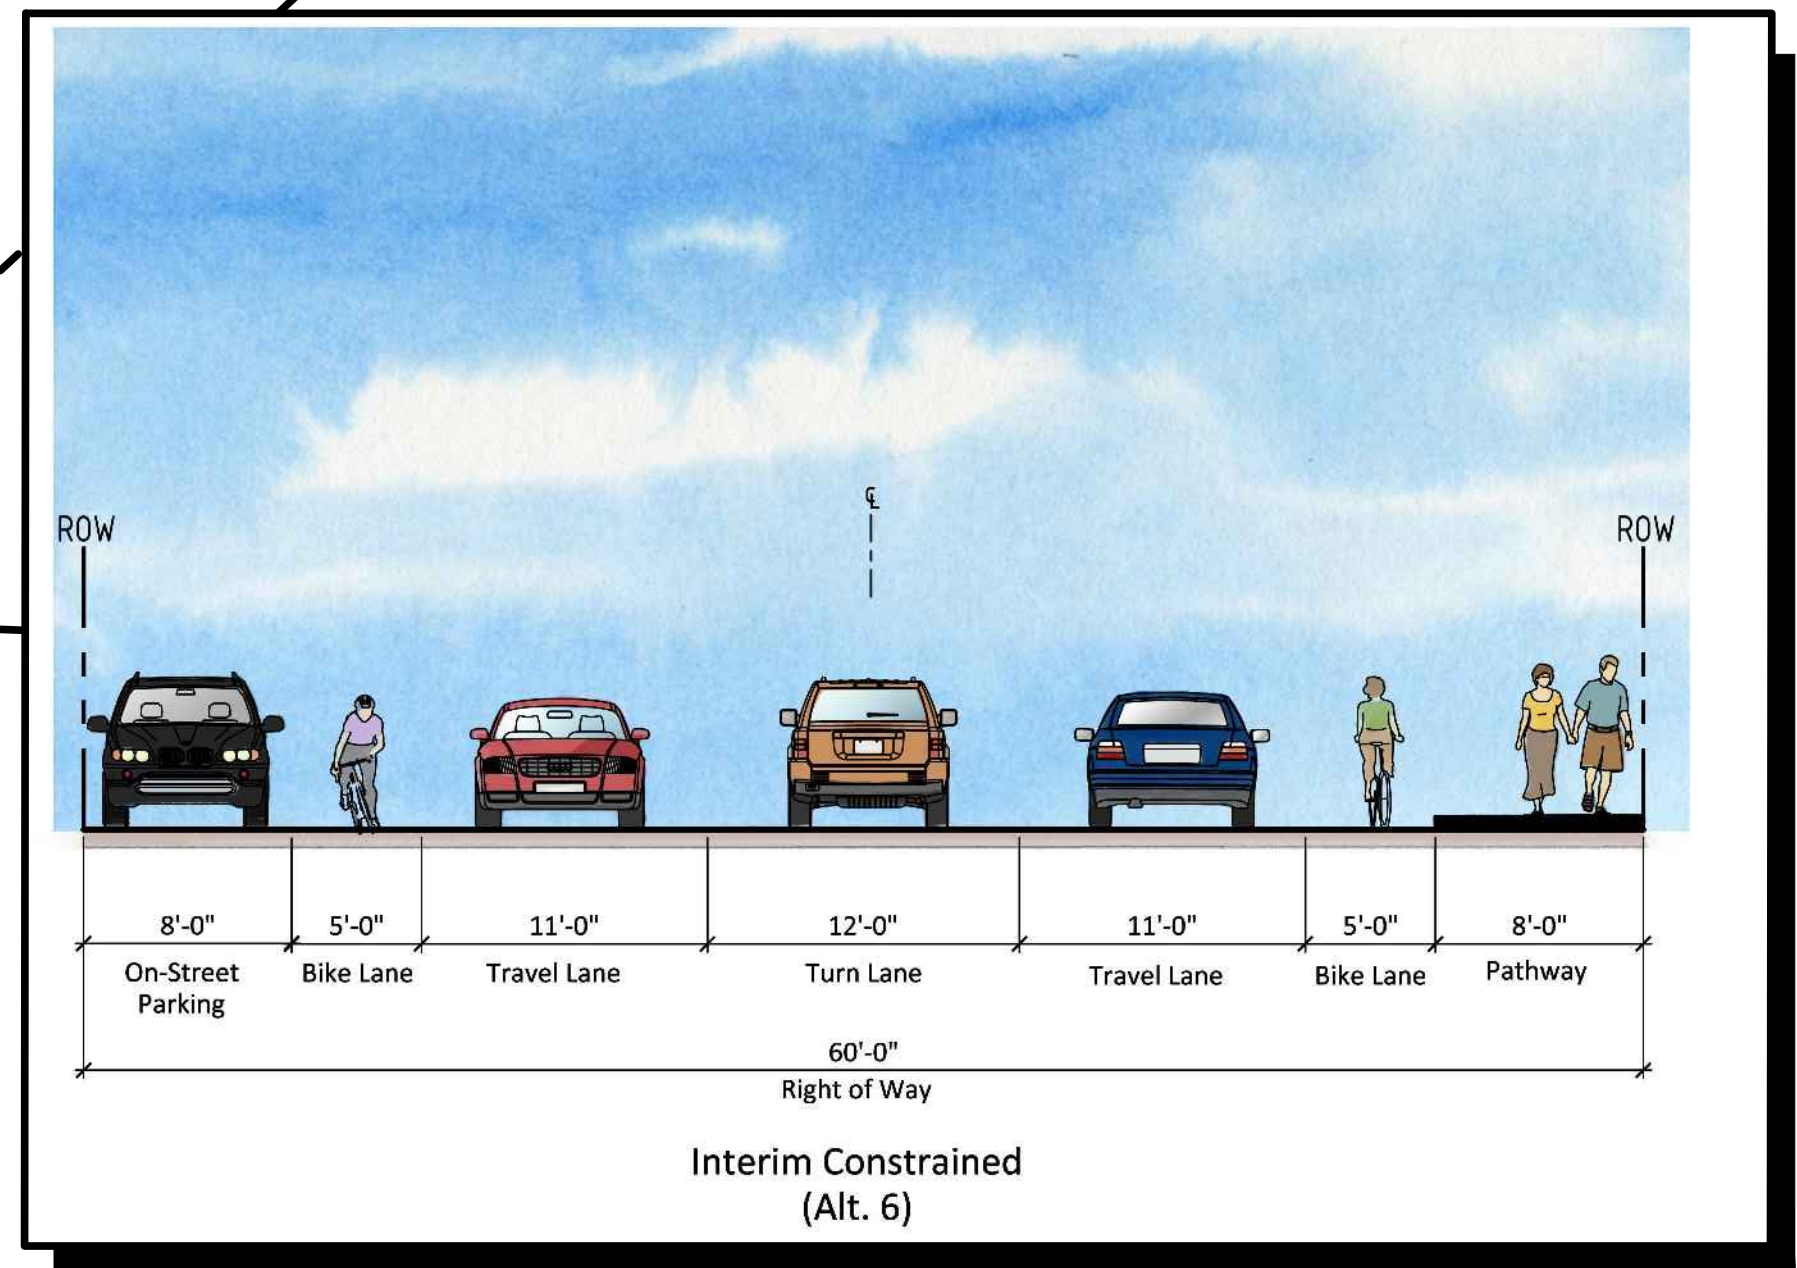 ℄
ROW
ROW
8'-0"
5'-0"
11'-0"
12'-0"
11'-0"
5'-0"
8'-0"
On-Street
Parking
Bike Lane
Travel Lane
Turn Lane
Travel Lane
Bike Lane
Pathway
60'-0"
Right of Way
Interim Constrained
(Alt. 6)